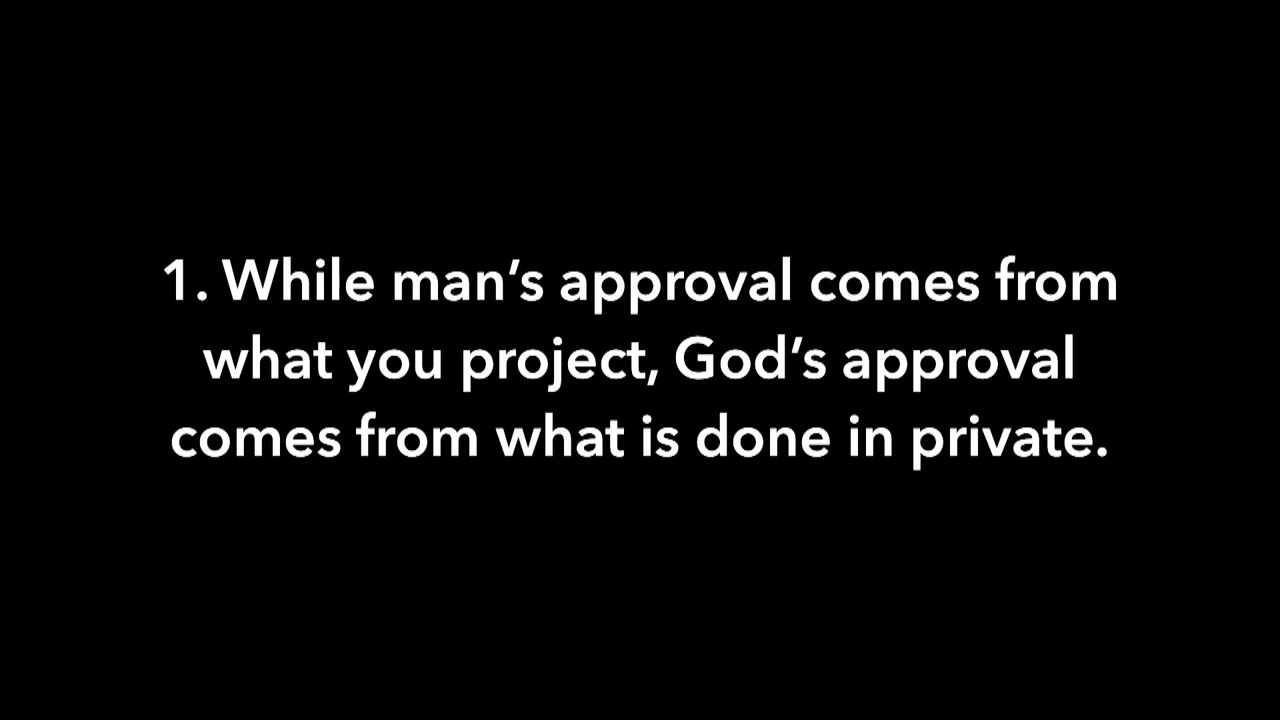 1. While man’s approval comes from
what you project, God’s approval
comes from what is done in private.